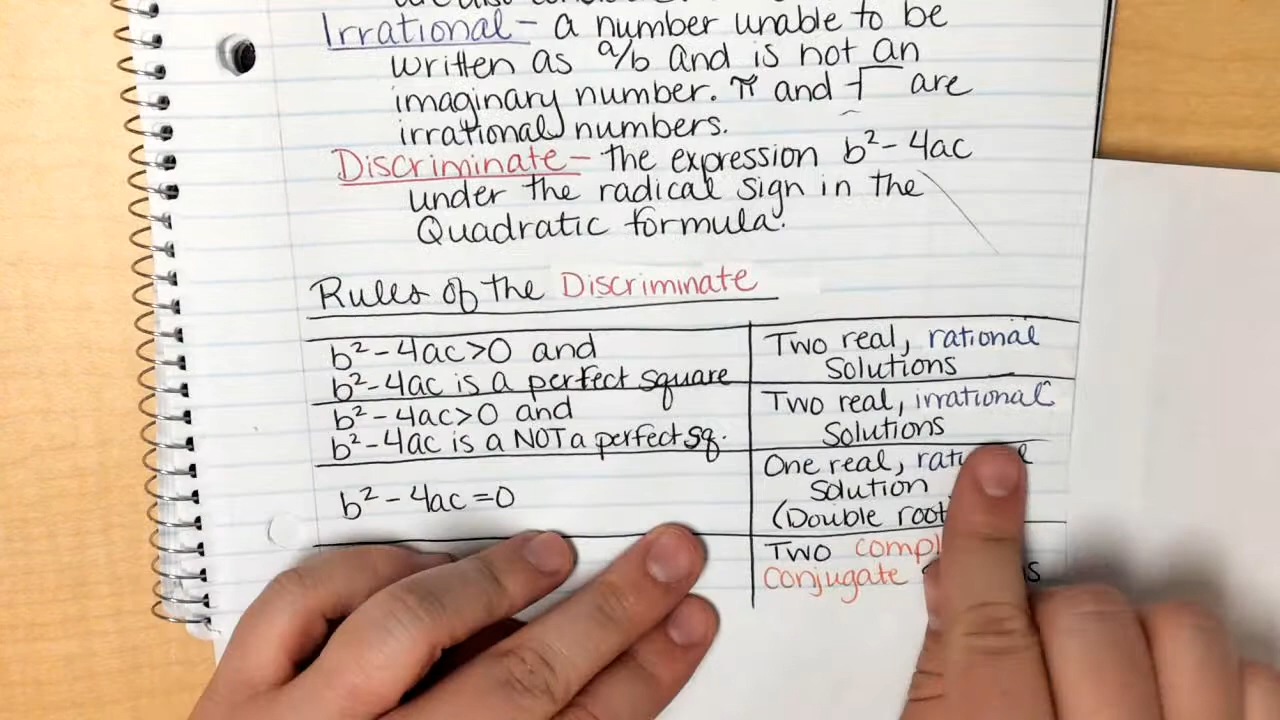 Irrational - a number unable to be
written as a/b and is not an
imaginary number. π and √ are
irrational numbers.
Discriminate - the expression b² - 4ac
under the radical sign in the
Quadratic formula.
Rules of the Discriminate
b² - 4ac > 0 and
b² - 4ac is a perfect square
Two real, rational
Solutions
b² - 4ac > 0 and
b² - 4ac is a NOT a perfect sq.
Two real, irrational
Solutions
b² - 4ac = 0
One real,
solution
(Double root
Two
conjugate